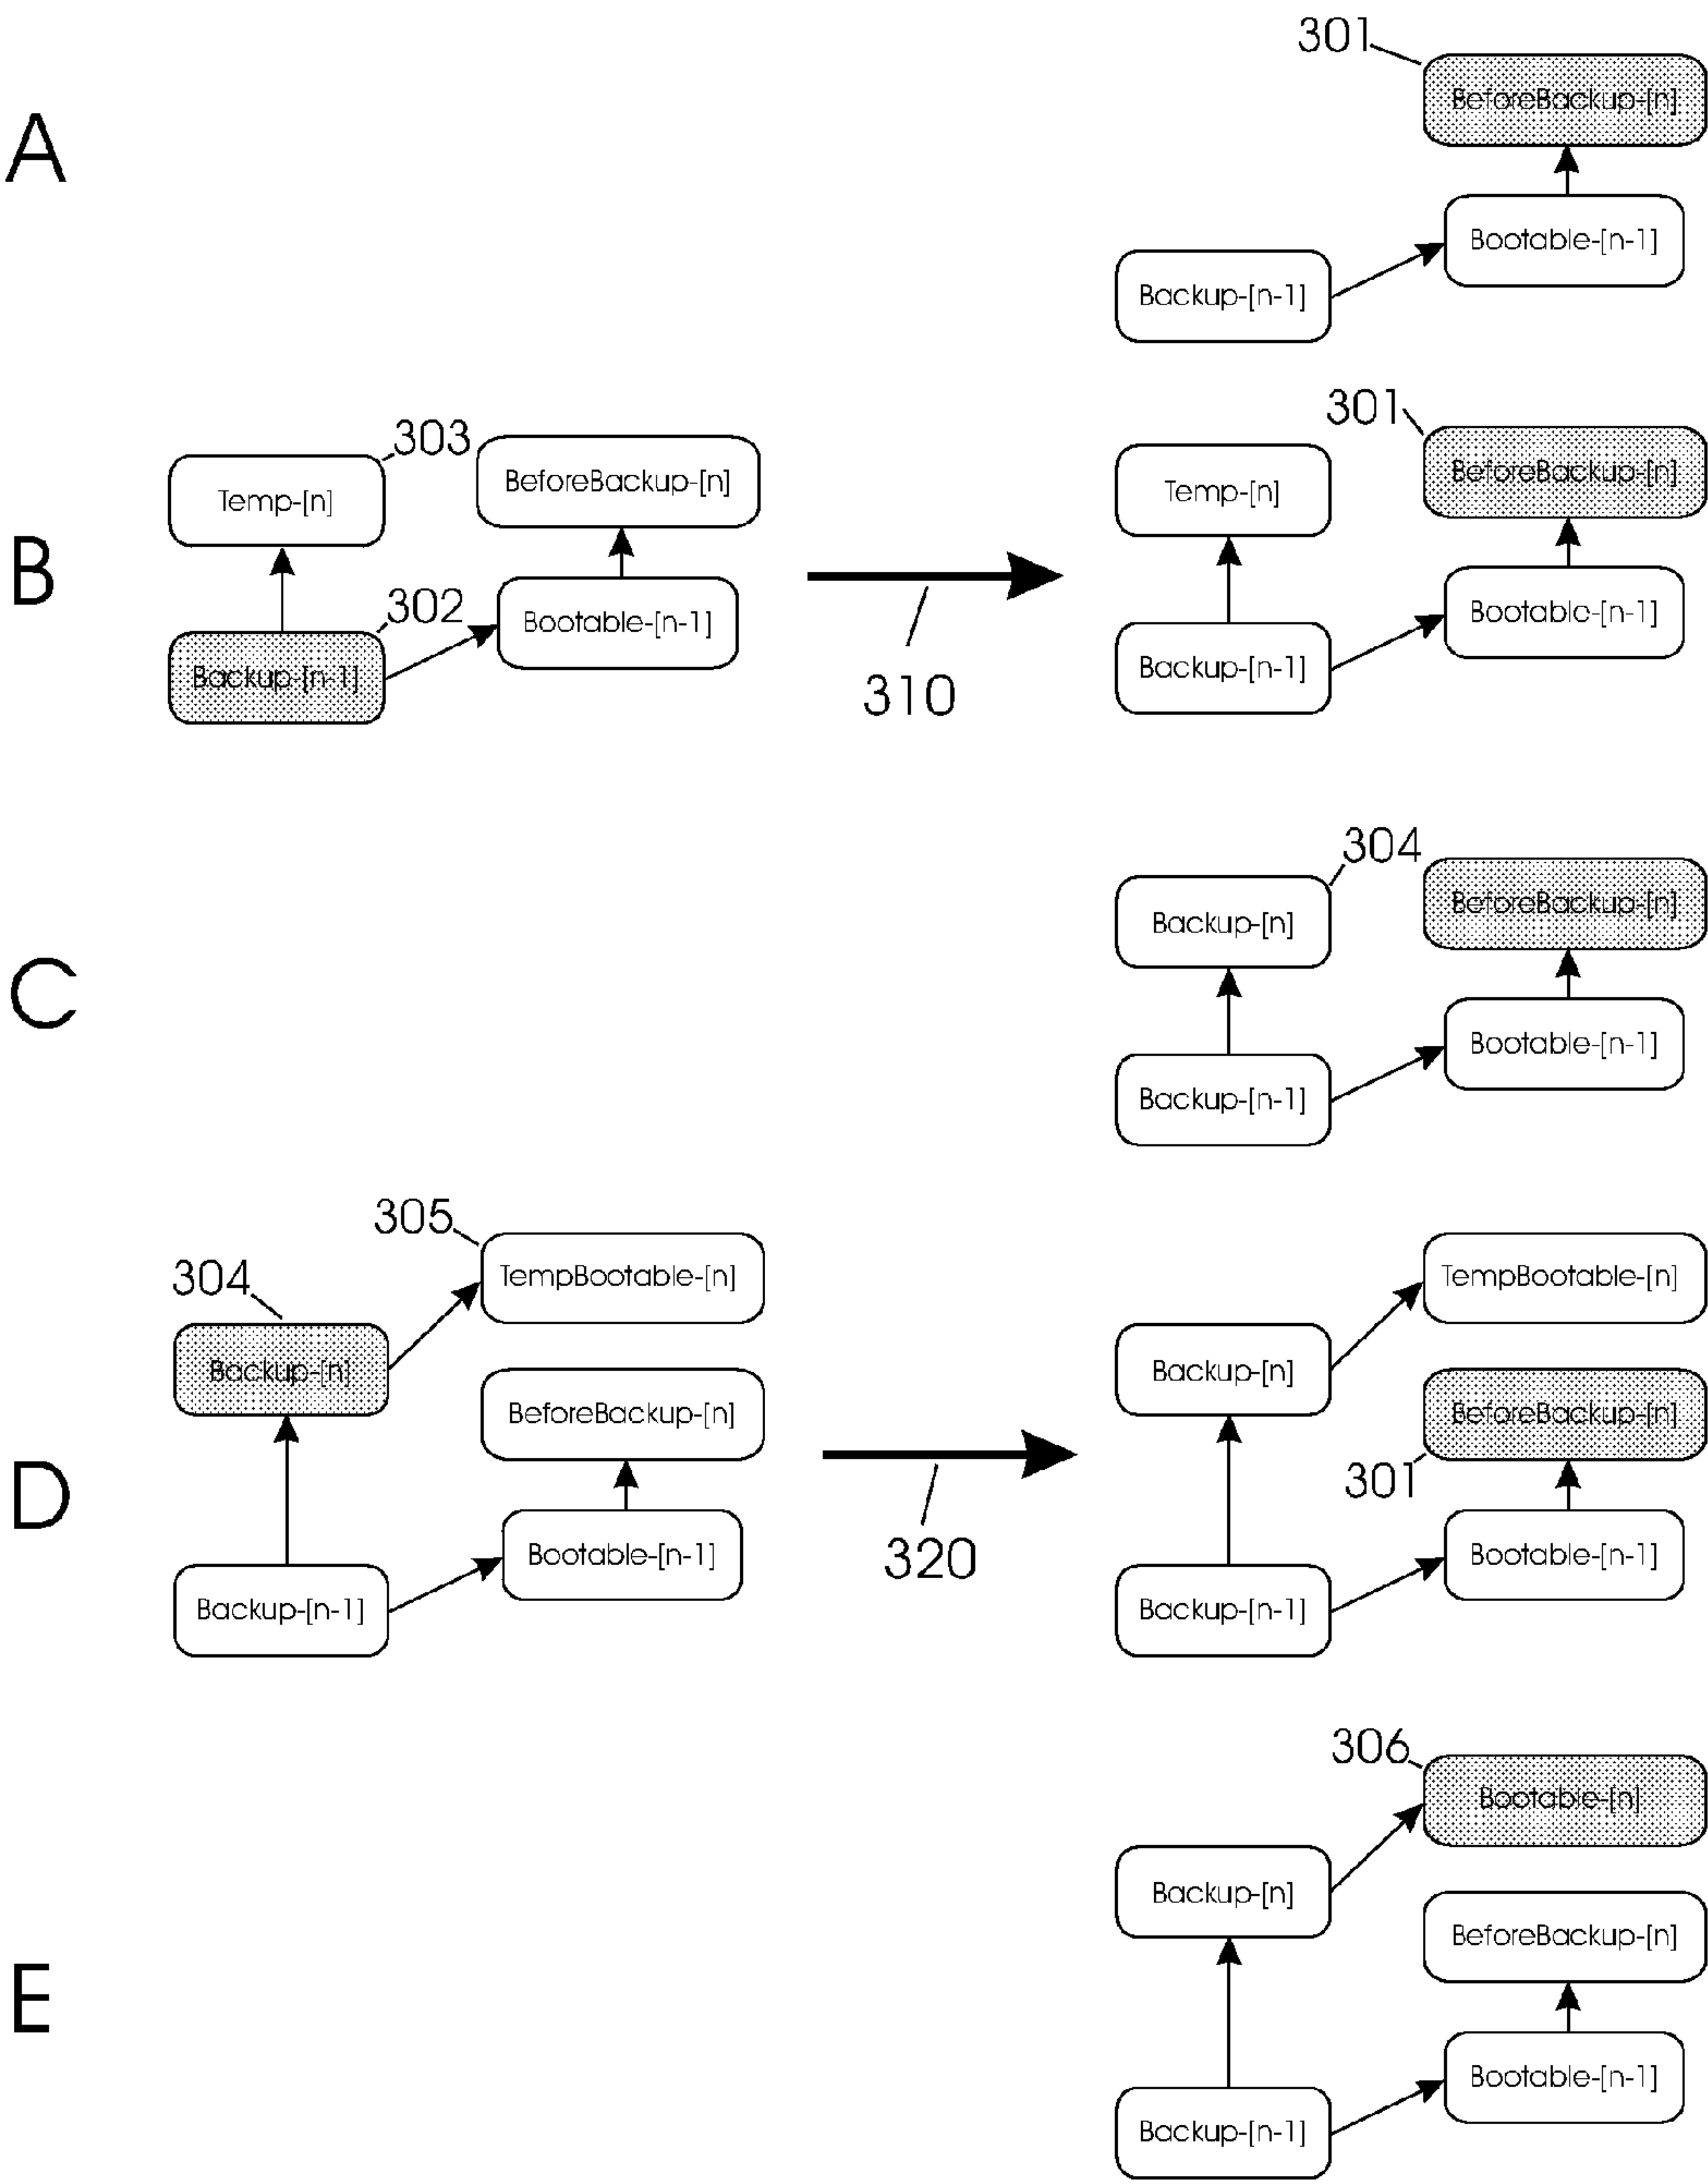 A
301
BeforeBackup-[n]
Bootable-[n-1]
Backup-[n-1]
B
303
Temp-[n]
BeforeBackup-[n]
302
Bootable-[n-1]
Backup-[n-1]
310
301
Temp-[n]
BeforeBackup-[n]
Bootable-[n-1]
Backup-[n-1]
C
304
Backup-[n]
BeforeBackup-[n]
Bootable-[n-1]
Backup-[n-1]
D
305
304
TempBootable-[n]
Backup-[n]
BeforeBackup-[n]
Bootable-[n-1]
Backup-[n-1]
320
TempBootable-[n]
Backup-[n]
BeforeBackup-[n]
301
Bootable-[n-1]
Backup-[n-1]
E
306
Bootable-[n]
Backup-[n]
BeforeBackup-[n]
Bootable-[n-1]
Backup-[n-1]